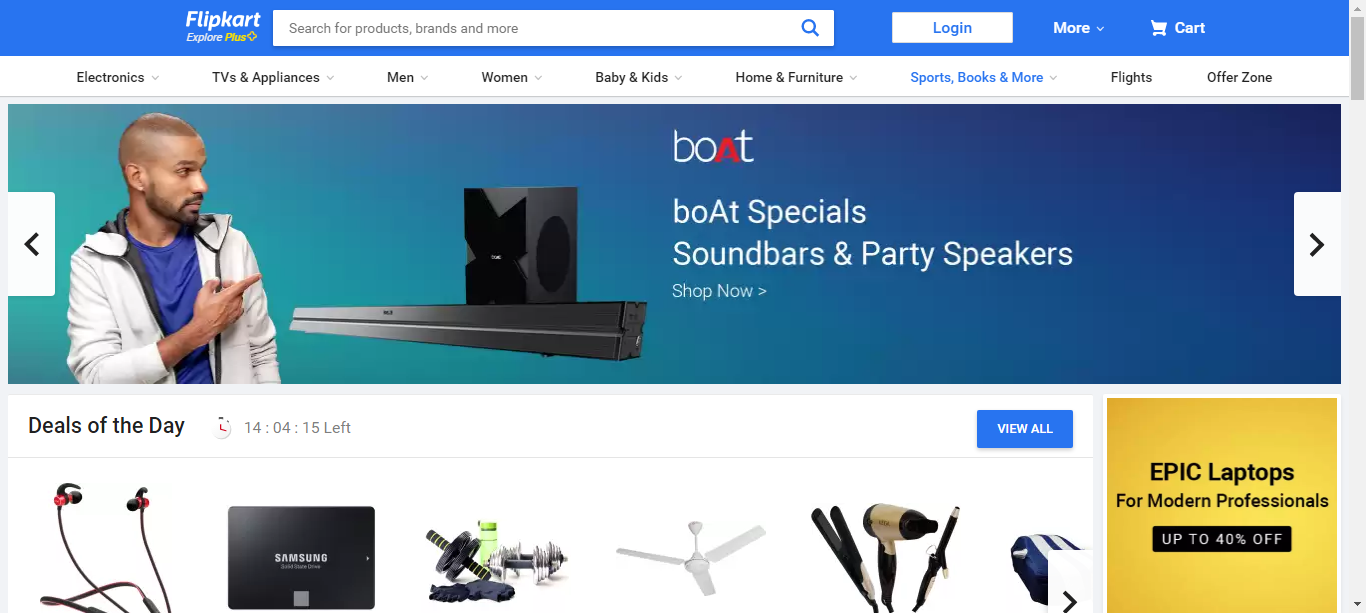 Flipkart
Explore Plus
Search for products, brands and more
Login
More
Cart
Electronics
TVs & Appliances
Men
Women
Baby & Kids
Home & Furniture
Sports, Books & More
Flights
Offer Zone
boAt
boAt Specials
Soundbars & Party Speakers
Shop Now >
boAt
boAt
Deals of the Day
14 : 04 : 15 Left
VIEW ALL
SAMSUNG
Solid State Drive
EPIC Laptops
For Modern Professionals
UP TO 40% OFF